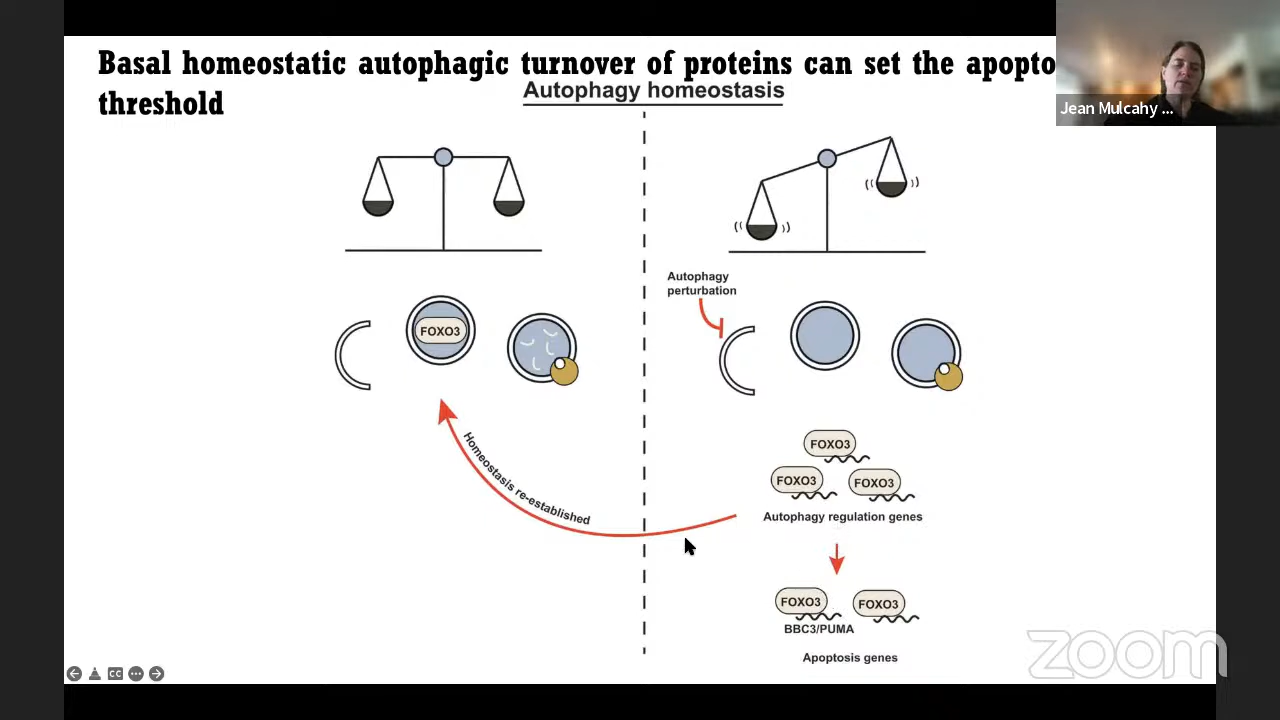 Basal homeostatic autophagic turnover of proteins can set the apopto
threshold
Autophagy homeostasis
Jean Mulcahy ...
Autophagy
perturbation
FOXO3
Homeostasis re-established
FOXO3
FOXO3
FOXO3
Autophagy regulation genes
FOXO3
FOXO3
BBC3/PUMA
Apoptosis genes
CC
zoom